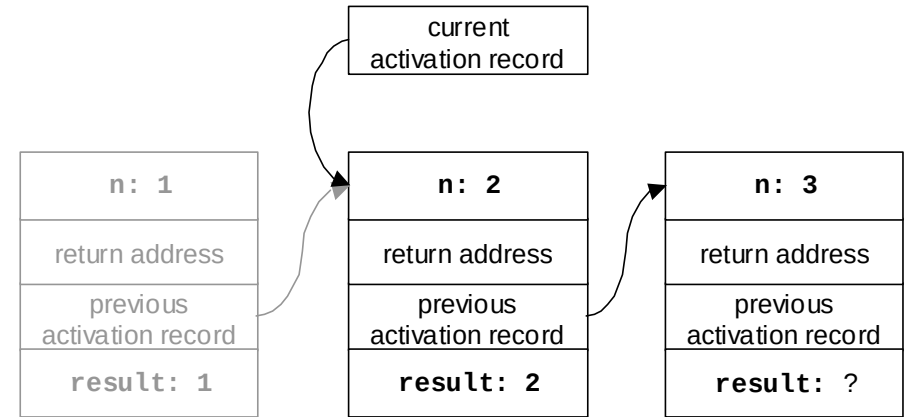 current
activation record
n: 1
return address
previous
activation record
result: 1
n: 2
return address
previous
activation record
result: 2
n: 3
return address
previous
activation record
result: ?